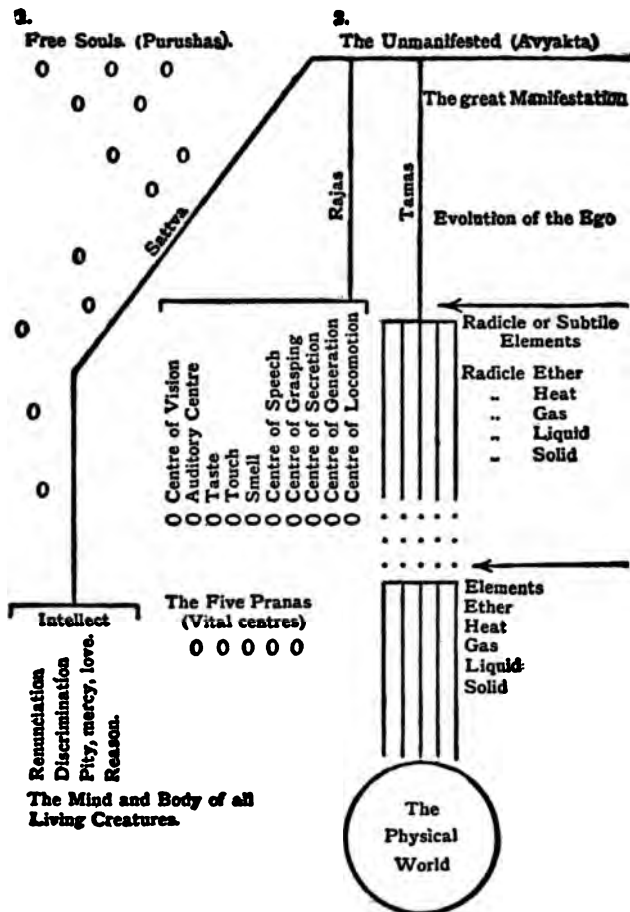 1.
Free Souls. (Purushas).
2.
The Unmanifested (Avyakta)
The great Manifestation
Sattva
Rajas
Tamas
Evolution of the Ego
Radicle or Subtile
Elements
Radicle Ether
„ Heat
„ Gas
„ Liquid
„ Solid
O Centre of Vision
O Auditory Centre
O Taste
O Touch
O Smell
O Centre of Speech
O Centre of Grasping
O Centre of Secretion
O Centre of Generation
O Centre of Locomotion
The Five Pranas
(Vital centres)
O O O O O
Elements
Ether
Heat
Gas
Liquid
Solid
Intellect
Renunciation
Discrimination
Pity, mercy, love.
Reason.
The Mind and Body of all
Living Creatures.
The
Physical
World